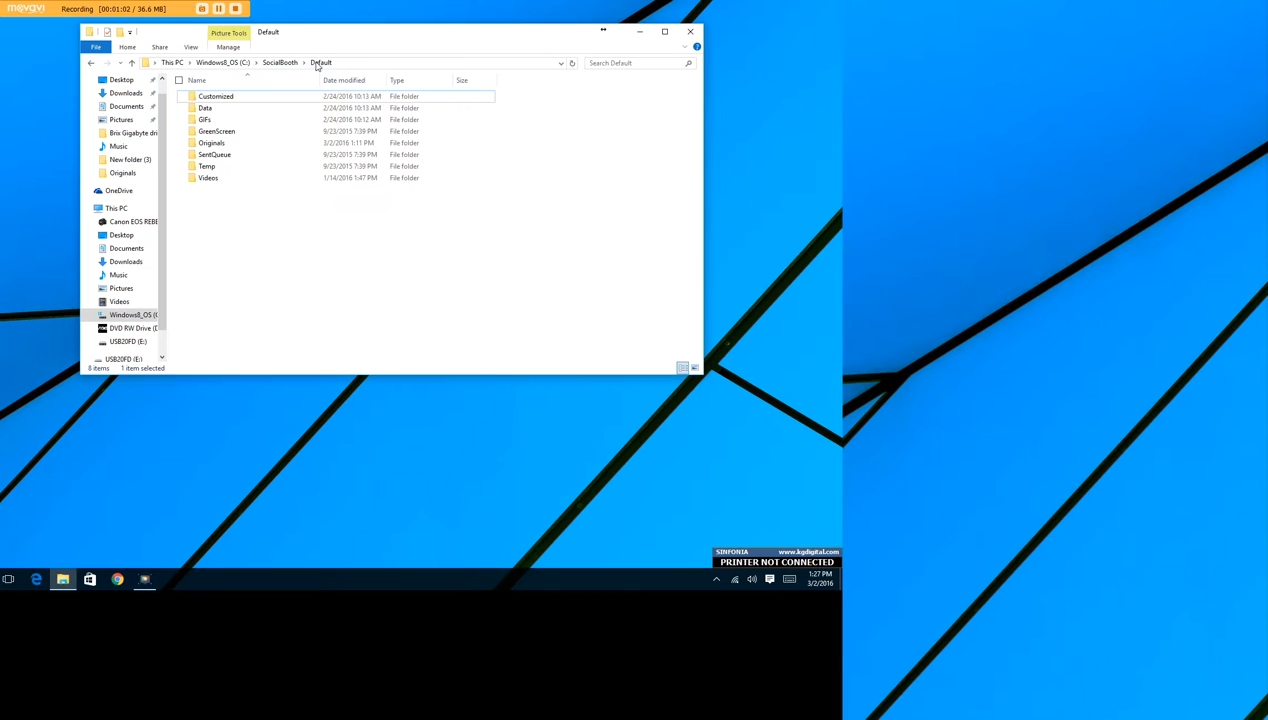 movavi Recording [00:01:02 / 36.6 MB]
Picture Tools Default
File Home Share View Manage
This PC Windows8_OS (C:) SocialBooth Default Search Default
Name Date modified Type Size
Customized 2/24/2016 10:13 AM File folder
Data 2/24/2016 10:13 AM File folder
GIFs 2/24/2016 10:12 AM File folder
GreenScreen 9/23/2015 7:39 PM File folder
Originals 3/2/2016 1:11 PM File folder
SentQueue 9/23/2015 7:39 PM File folder
Temp 9/23/2015 7:39 PM File folder
Videos 1/14/2016 1:47 PM File folder
Desktop
Downloads
Documents
Pictures
Brix Gigabyte dri
Music
New folder (3)
Originals
OneDrive
This PC
Canon EOS REBE
Desktop
Documents
Downloads
Music
Pictures
Videos
Windows8_OS (C
DVD RW Drive (D
USB20FD (E:)
USB20FD (E:)
8 items 1 item selected
SINFONIA www.kgdigital.com
PRINTER NOT CONNECTED
1:27 PM
3/2/2016